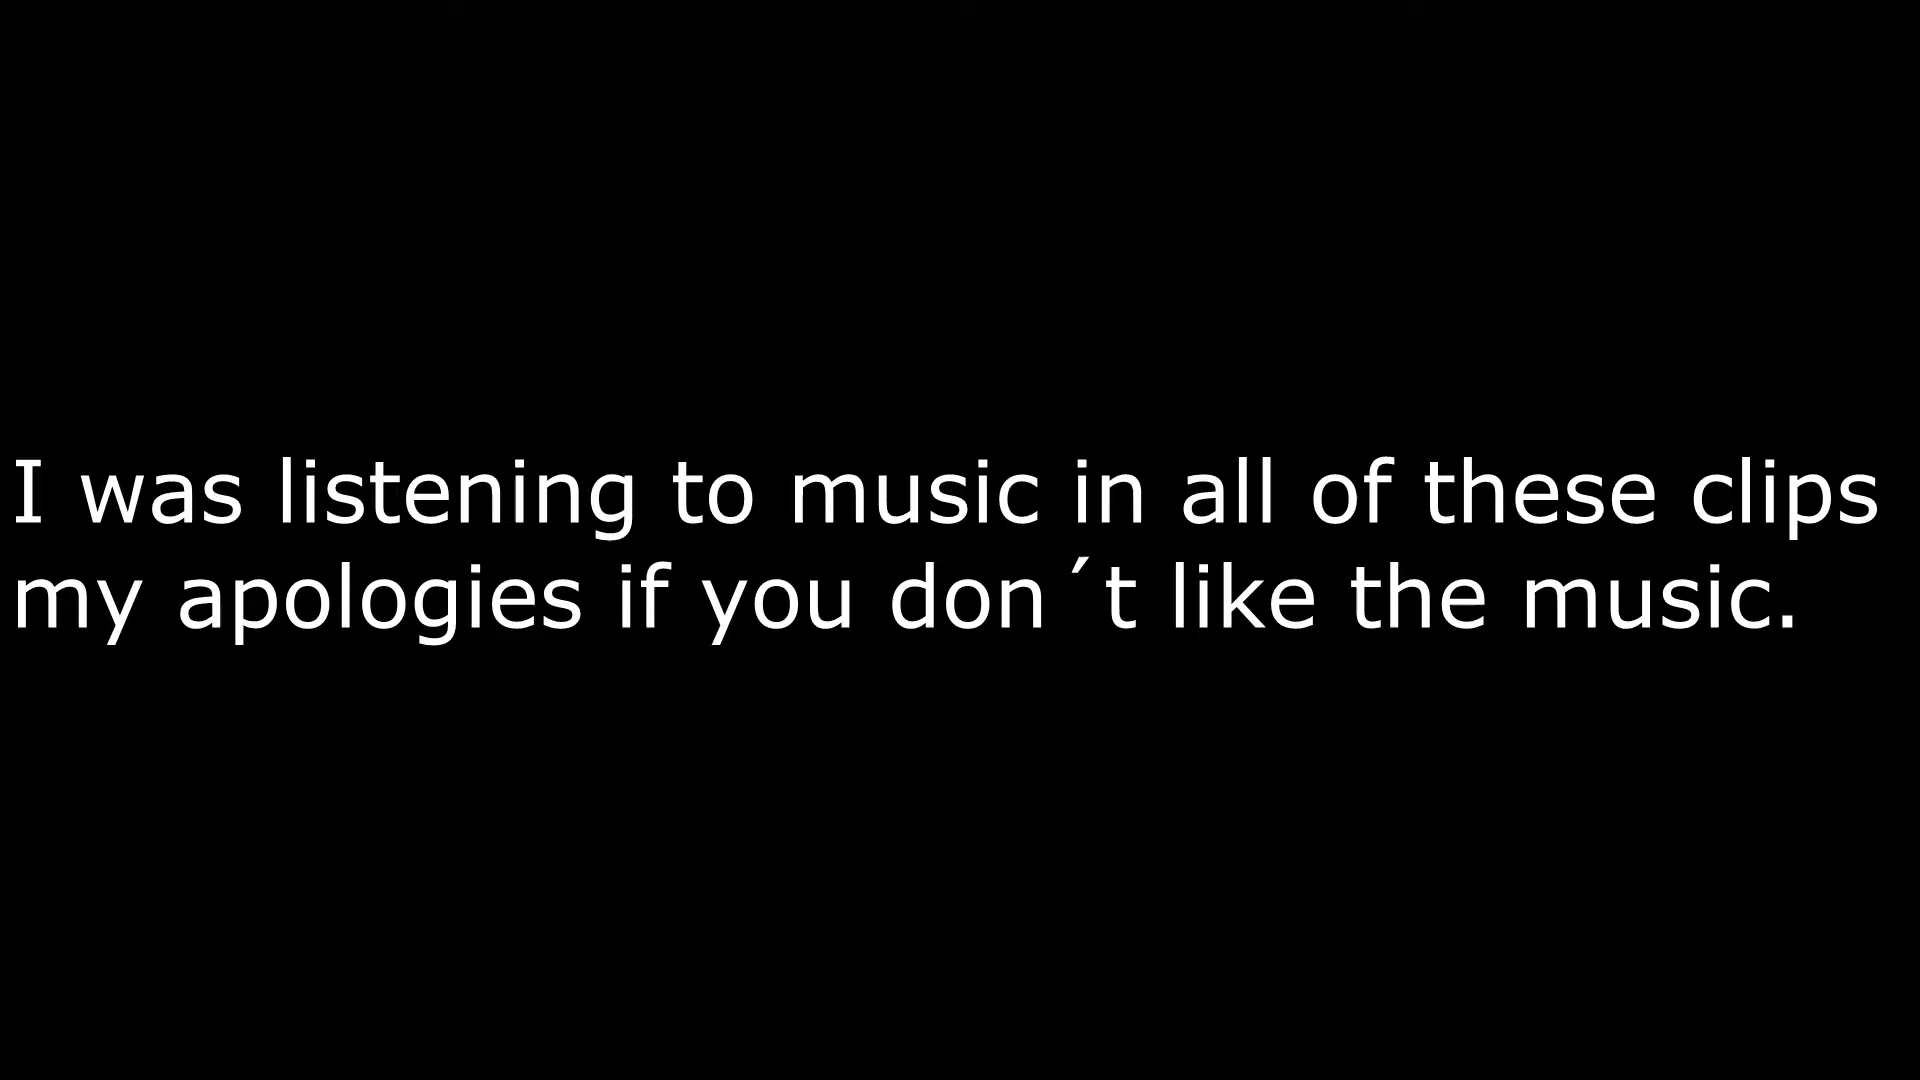 I was listening to music in all of these clips
my apologies if you don´t like the music.